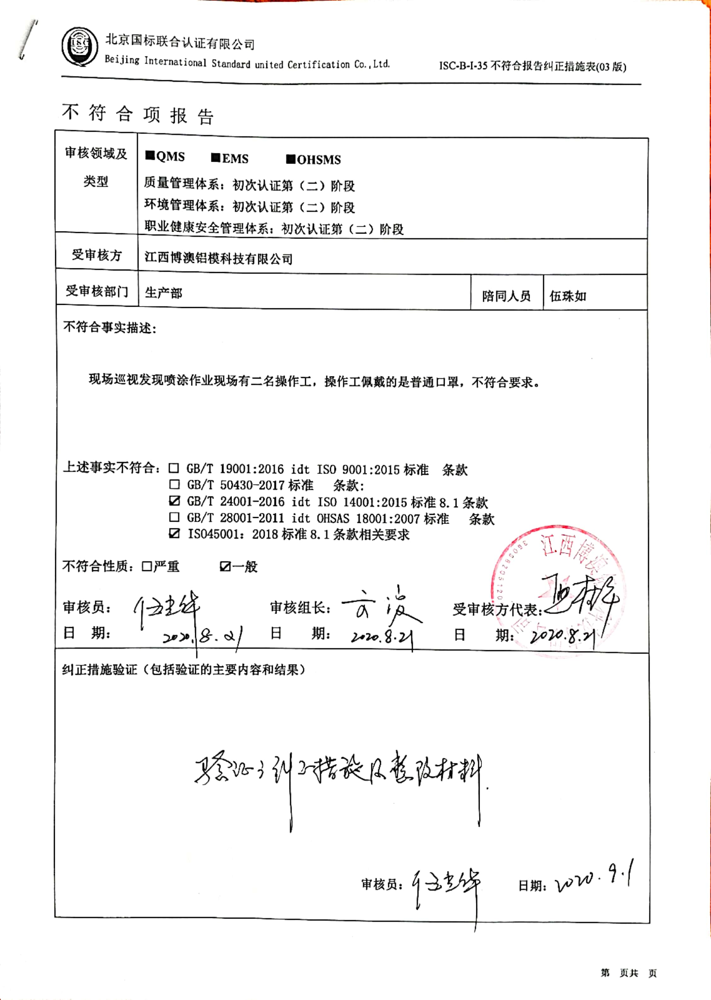 ISC
北京国标联合认证有限公司
Beijing International Standard united Certification Co.,Ltd.
ISC-B-I-35 不符合报告纠正措施表(03 版)
不符合项报告
审核领域及类型
■QMS ■EMS ■OHSMS
质量管理体系：初次认证第（二）阶段
环境管理体系：初次认证第（二）阶段
职业健康安全管理体系：初次认证第（二）阶段
受审核方 江西博澳铝模科技有限公司
受审核部门 生产部 陪同人员 伍珠如
不符合事实描述：
现场巡视发现喷涂作业现场有二名操作工，操作工佩戴的是普通口罩，不符合要求。
上述事实不符合：□ GB/T 19001:2016 idt ISO 9001:2015 标准 条款
□ GB/T 50430-2017 标准 条款：
☑ GB/T 24001-2016 idt ISO 14001:2015 标准 8.1 条款
□ GB/T 28001-2011 idt OHSAS 18001:2007 标准 条款
☑ ISO45001：2018 标准 8.1 条款相关要求
不符合性质：□严重 ☑一般
审核员： 审核组长： 受审核方代表：
日 期： 2020.8.21 日 期： 2020.8.21 日 期： 2020.8.21
江西博
纠正措施验证（包括验证的主要内容和结果）
验证了纠正措施及整改材料.
审核员： 日期：2020.9.1
第 页共 页